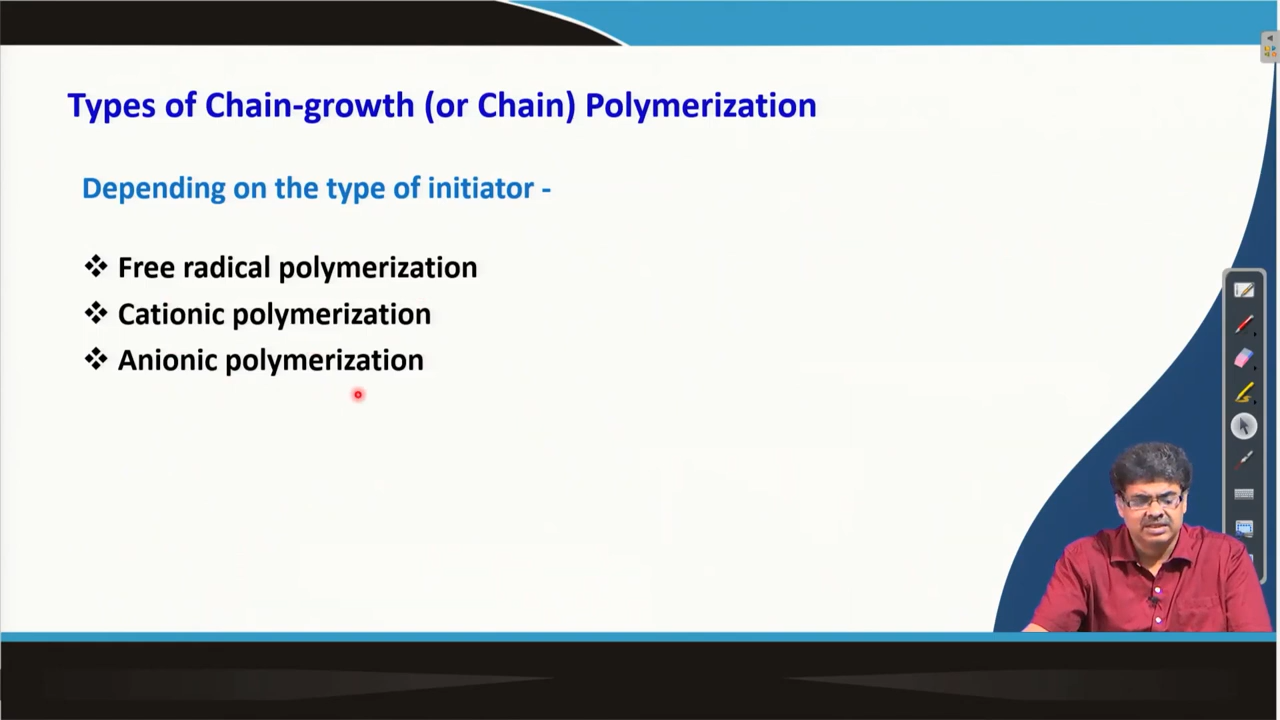 Types of Chain-growth (or Chain) Polymerization
Depending on the type of initiator -
❖ Free radical polymerization
❖ Cationic polymerization
❖ Anionic polymerization